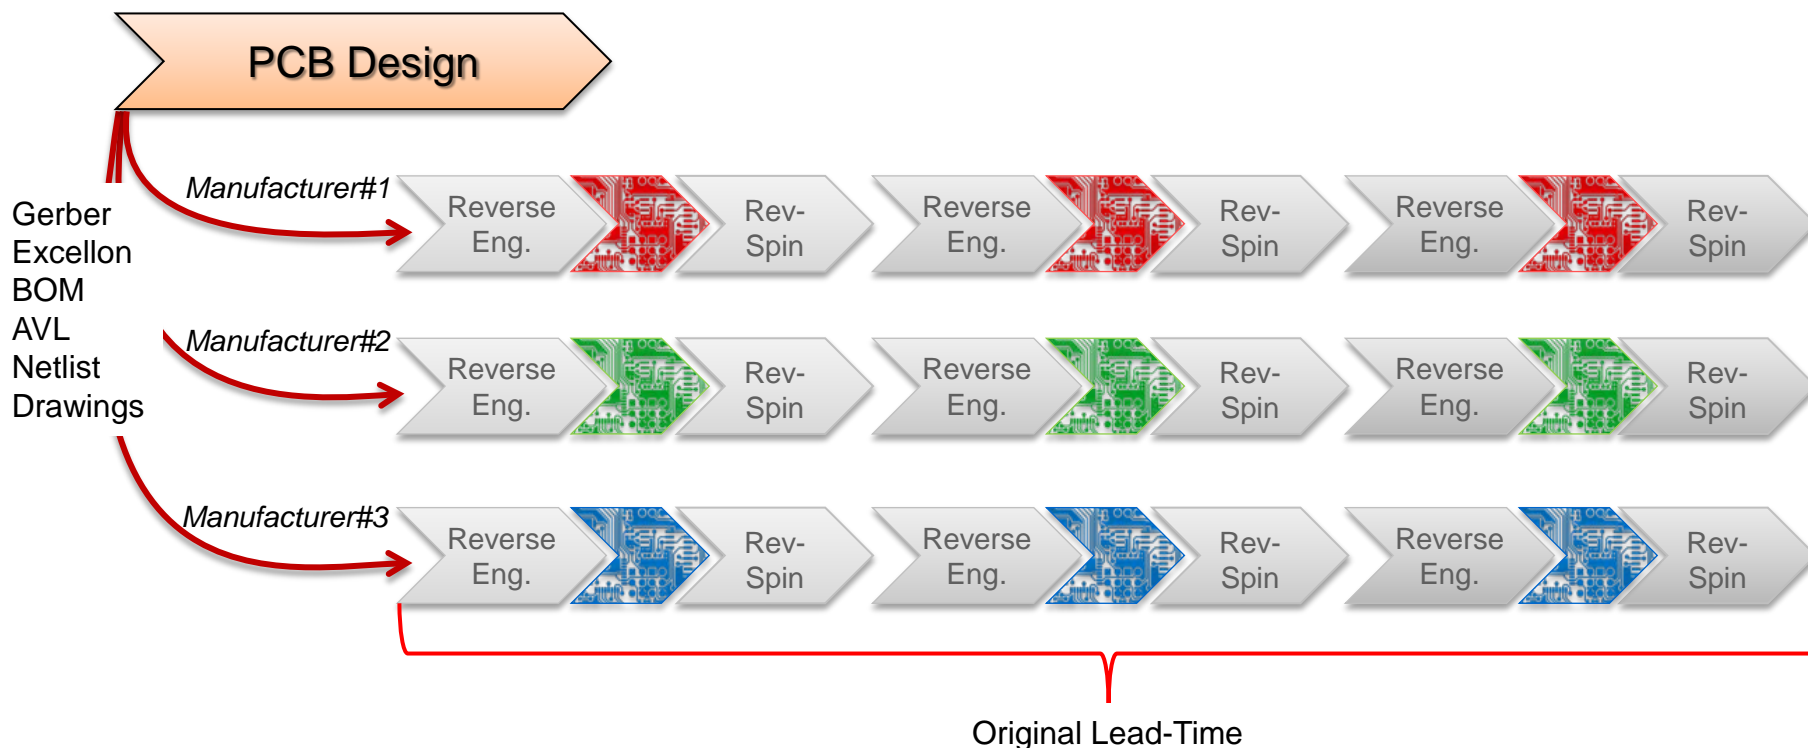 PCB Design
Gerber
Excellon
BOM
AVL
Netlist
Drawings
Manufacturer#1
Reverse
Eng.
Rev-
Spin
Reverse
Eng.
Rev-
Spin
Reverse
Eng.
Rev-
Spin
Manufacturer#2
Reverse
Eng.
Rev-
Spin
Reverse
Eng.
Rev-
Spin
Reverse
Eng.
Rev-
Spin
Manufacturer#3
Reverse
Eng.
Rev-
Spin
Reverse
Eng.
Rev-
Spin
Reverse
Eng.
Rev-
Spin
Original Lead-Time